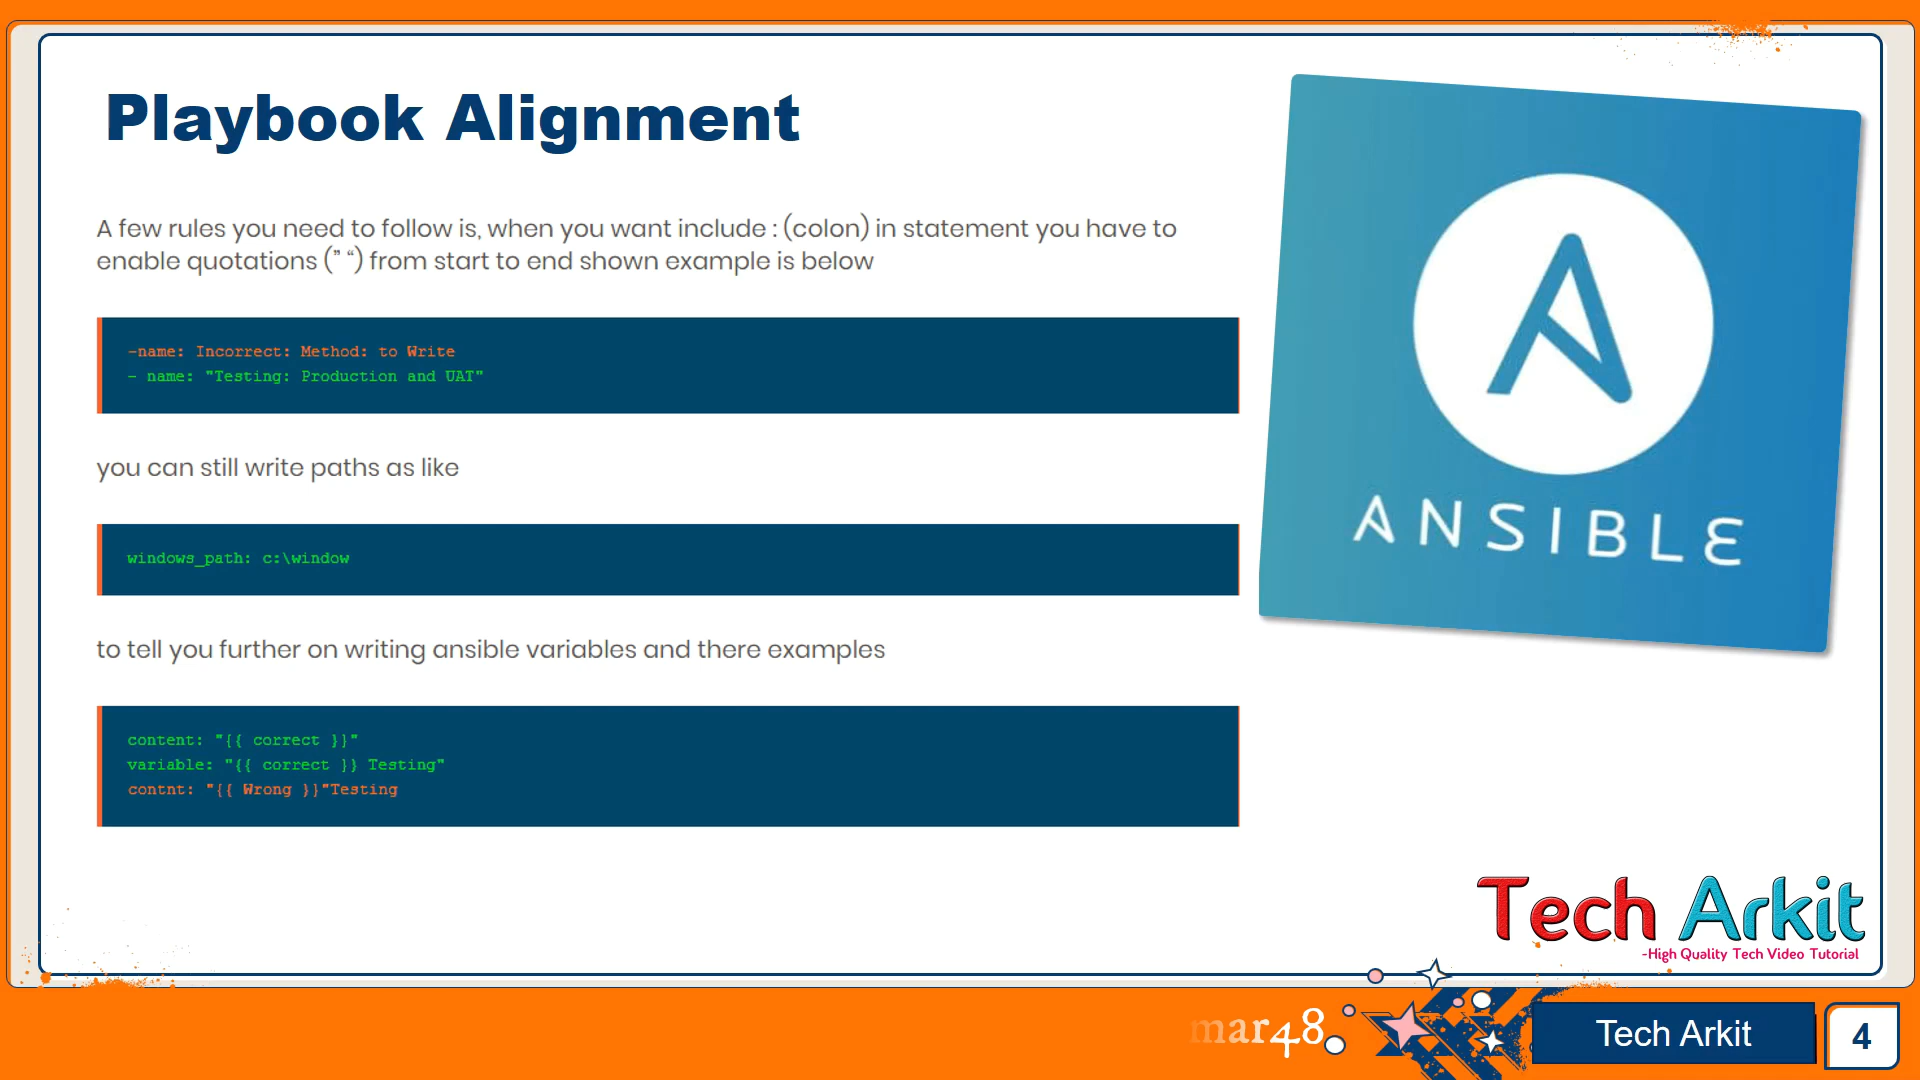 Playbook Alignment
A few rules you need to follow is, when you want include : (colon) in statement you have to
enable quotations (” “) from start to end shown example is below
-name: Incorrect: Method: to Write
- name: "Testing: Production and UAT"
you can still write paths as like
windows_path: c:\window
to tell you further on writing ansible variables and there examples
content: "{{ correct }}"
variable: "{{ correct }} Testing"
contnt: "{{ Wrong }}"Testing
ANSIBLE
Tech Arkit
-High Quality Tech Video Tutorial
mar48
Tech Arkit
4